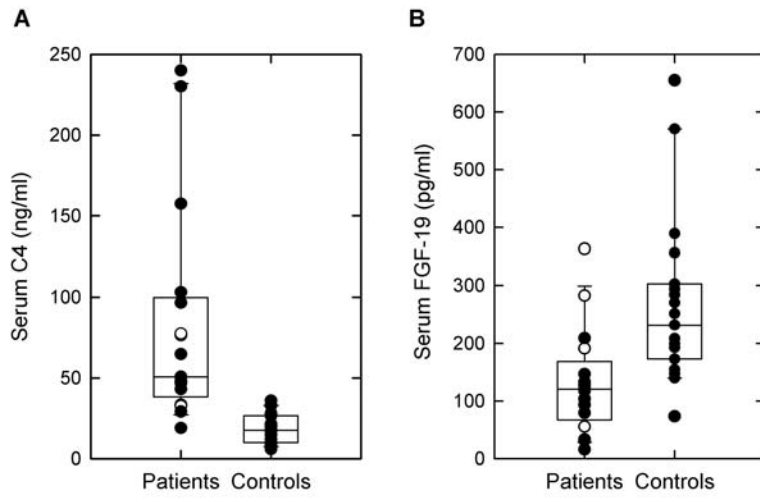 A
B
Serum C4 (ng/ml)
250
200
150
100
50
0
Patients Controls
Serum FGF-19 (pg/ml)
700
600
500
400
300
200
100
0
Patients Controls